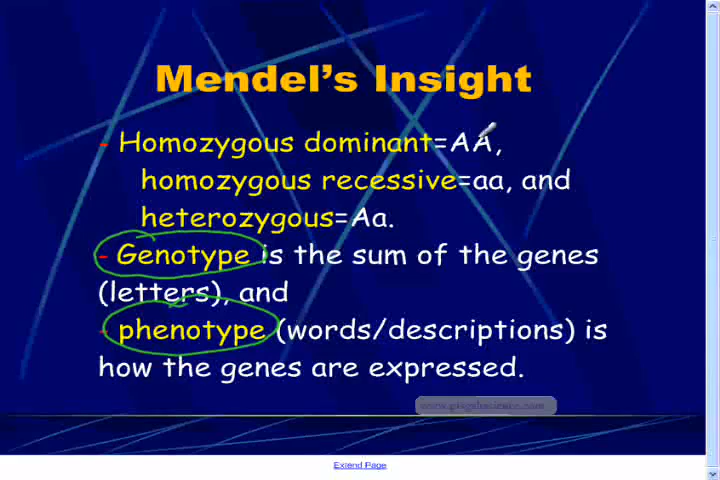 Mendel's Insight
- Homozygous dominant=AA,
homozygous recessive=aa, and
heterozygous=Aa.
- Genotype is the sum of the genes
(letters), and
- phenotype (words/descriptions) is
how the genes are expressed.
Extend Page